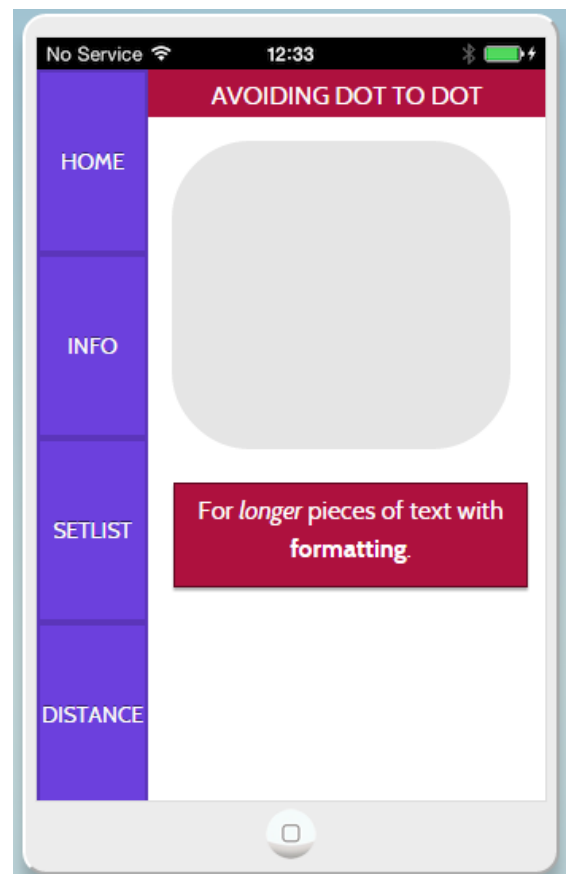 No Service 12:33
AVOIDING DOT TO DOT
HOME
INFO
SETLIST
DISTANCE
For longer pieces of text with
formatting.